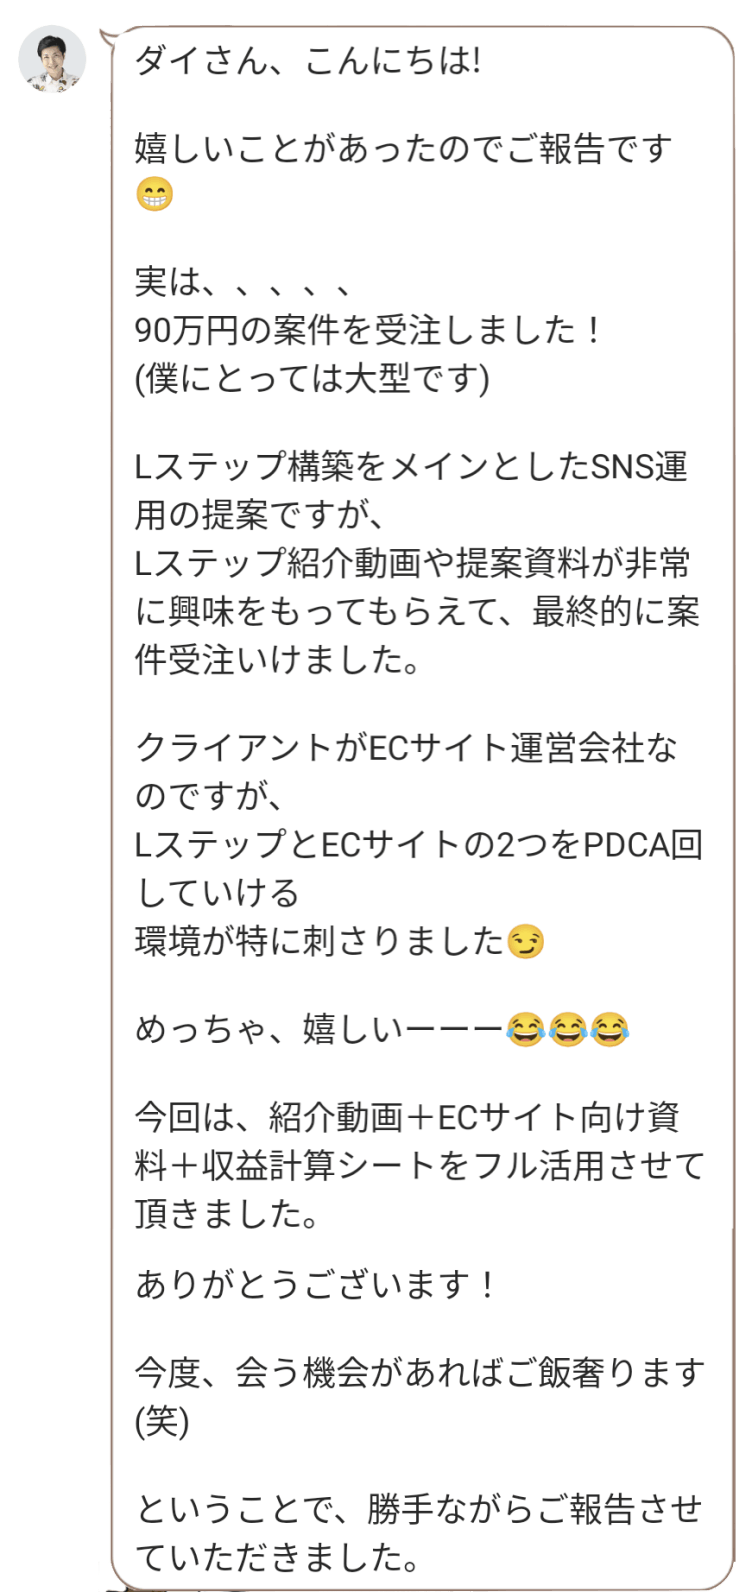 ダイさん、こんにちは!
嬉しいことがあったのでご報告です
😁
実は、、、、、
90万円の案件を受注しました！
(僕にとっては大型です)
Lステップ構築をメインとしたSNS運
用の提案ですが、
Lステップ紹介動画や提案資料が非常
に興味をもってもらえて、最終的に案
件受注いけました。
クライアントがECサイト運営会社な
のですが、
LステップとECサイトの2つをPDCA回
していける
環境が特に刺さりました😏
めっちゃ、嬉しいーーー😂😂😂
今回は、紹介動画＋ECサイト向け資
料＋収益計算シートをフル活用させて
頂きました。
ありがとうございます！
今度、会う機会があればご飯奢ります
(笑)
ということで、勝手ながらご報告させ
ていただきました。